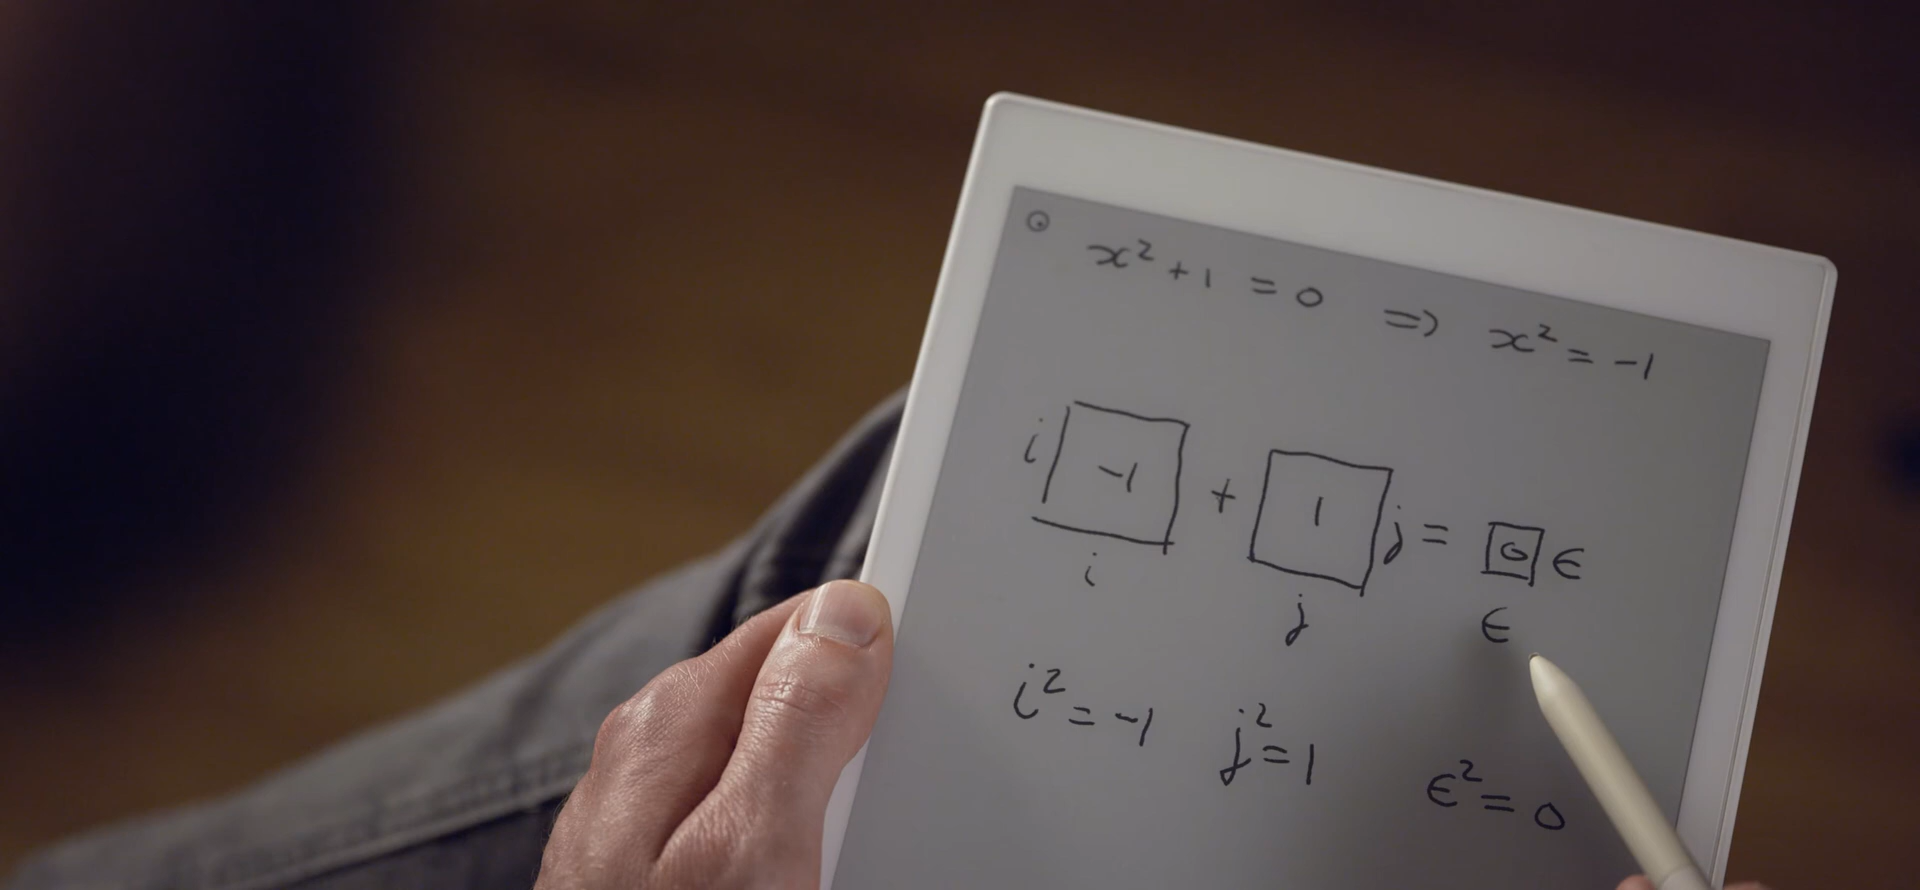 x² + 1 = 0 ⇒ x² = -1
i -1 + 1 j = 0 ϵ
i j ϵ
i² = -1 j² = 1 ϵ² = 0